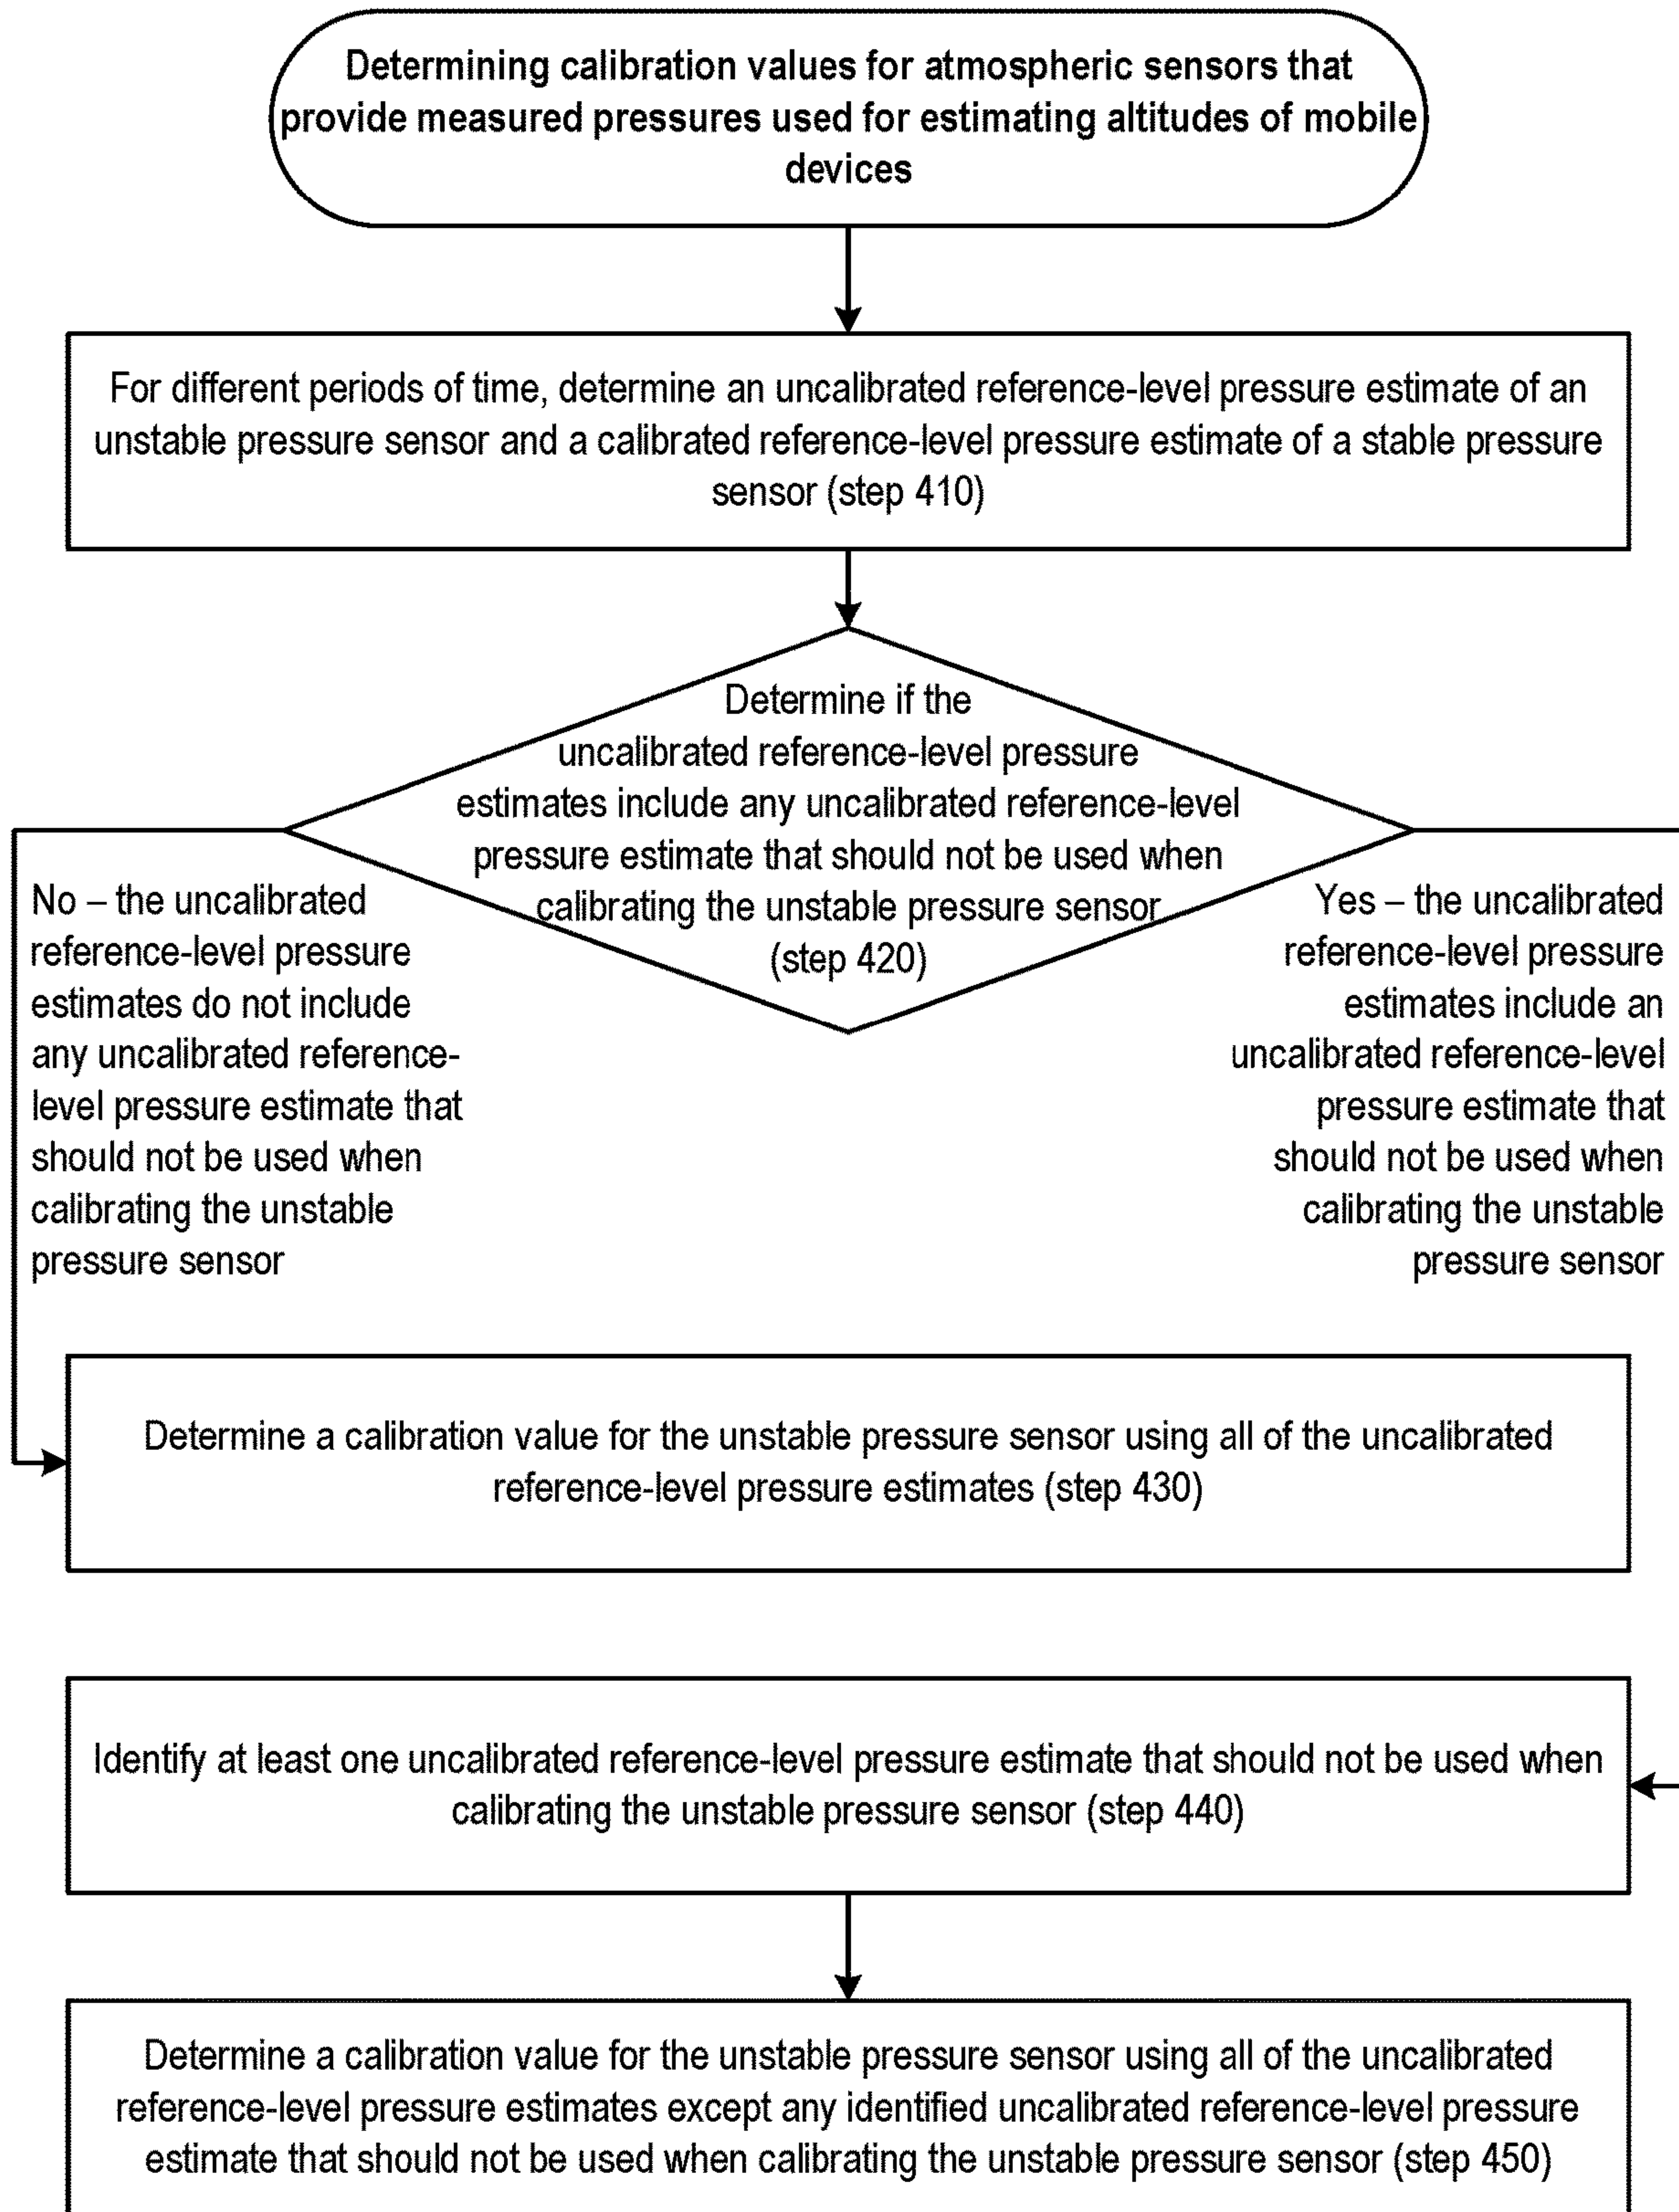 Determining calibration values for atmospheric sensors that
provide measured pressures used for estimating altitudes of mobile
devices
For different periods of time, determine an uncalibrated reference-level pressure estimate of an
unstable pressure sensor and a calibrated reference-level pressure estimate of a stable pressure
sensor (step 410)
Determine if the
uncalibrated reference-level pressure
estimates include any uncalibrated reference-level
pressure estimate that should not be used when
calibrating the unstable pressure sensor
(step 420)
No – the uncalibrated
reference-level pressure
estimates do not include
any uncalibrated reference-
level pressure estimate that
should not be used when
calibrating the unstable
pressure sensor
Yes – the uncalibrated
reference-level pressure
estimates include an
uncalibrated reference-level
pressure estimate that
should not be used when
calibrating the unstable
pressure sensor
Determine a calibration value for the unstable pressure sensor using all of the uncalibrated
reference-level pressure estimates (step 430)
Identify at least one uncalibrated reference-level pressure estimate that should not be used when
calibrating the unstable pressure sensor (step 440)
Determine a calibration value for the unstable pressure sensor using all of the uncalibrated
reference-level pressure estimates except any identified uncalibrated reference-level pressure
estimate that should not be used when calibrating the unstable pressure sensor (step 450)